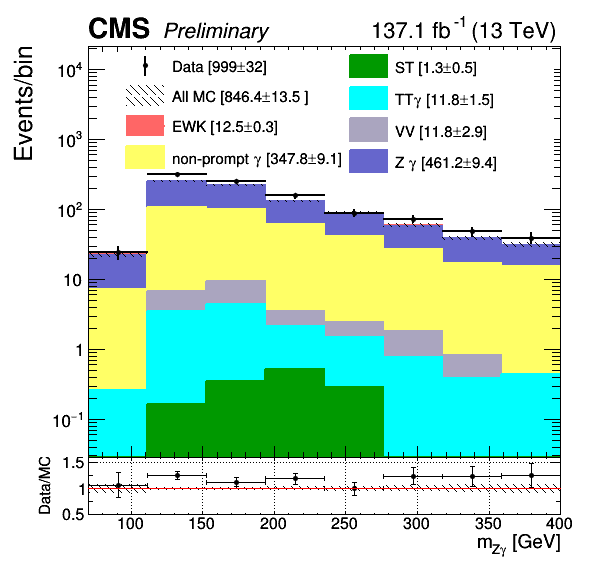 CMS Preliminary 137.1 fb⁻¹ (13 TeV)
Events/bin
Data [999±32]
All MC [846.4±13.5 ]
EWK [12.5±0.3]
non-prompt γ [347.8±9.1]
ST [1.3±0.5]
TTγ [11.8±1.5]
VV [11.8±2.9]
Z γ [461.2±9.4]
10⁴
10³
10²
10
1
10⁻¹
Data/MC
1.5
1
0.5
100 150 200 250 300 350 400
m_Zγ [GeV]